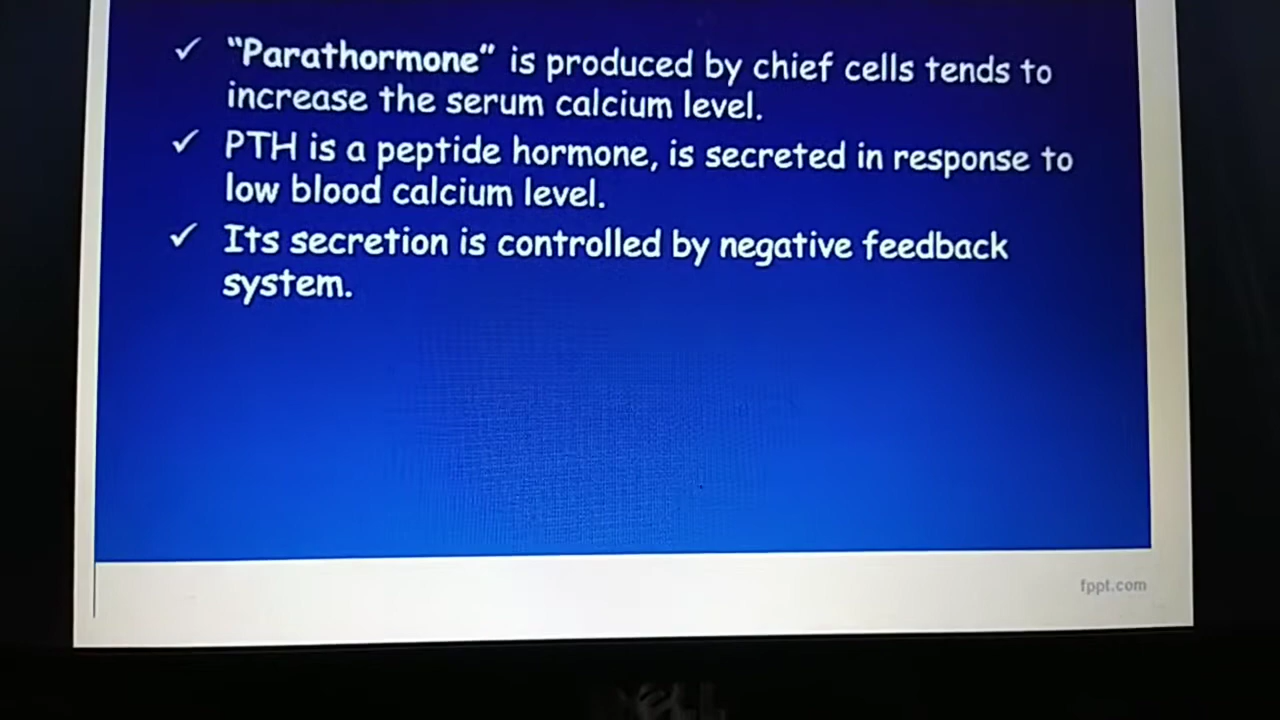 ✓ “Parathormone” is produced by chief cells tends to
increase the serum calcium level.
✓ PTH is a peptide hormone, is secreted in response to
low blood calcium level.
✓ Its secretion is controlled by negative feedback
system.
fppt.com
DELL